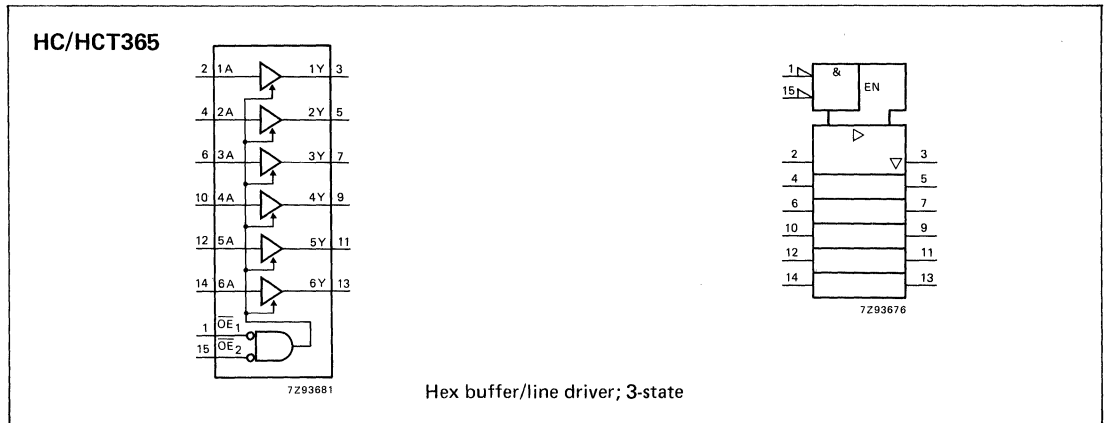 HC/HCT365
2 1A 1Y 3
4 2A 2Y 5
6 3A 3Y 7
10 4A 4Y 9
12 5A 5Y 11
14 6A 6Y 13
1 OE1
15 OE2
7Z93681
1 & EN
15
2 3
4 5
6 7
10 9
12 11
14 13
7Z93676
Hex buffer/line driver; 3-state